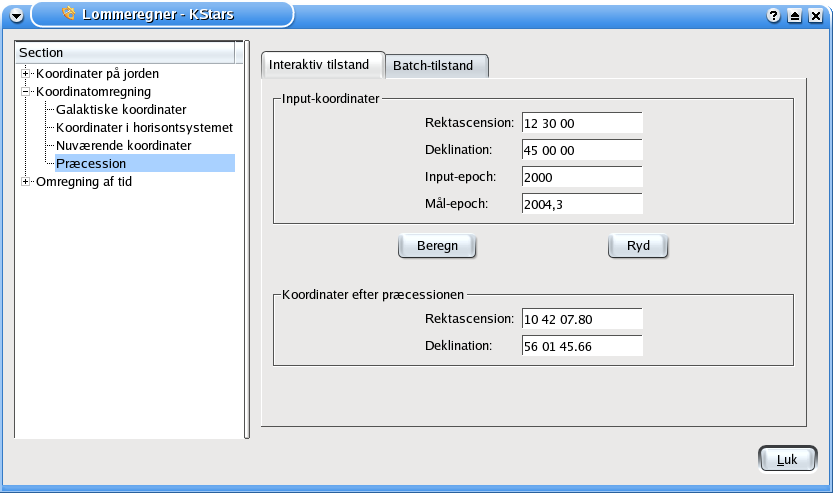 Lommeregner - KStars
Section
Koordinater på jorden
Koordinatomregning
Galaktiske koordinater
Koordinater i horisontsystemet
Nuværende koordinater
Præcession
Omregning af tid
Interaktiv tilstand
Batch-tilstand
Input-koordinater
Rektascension: 12 30 00
Deklination: 45 00 00
Input-epoch: 2000
Mål-epoch: 2004,3
Beregn
Ryd
Koordinater efter præcessionen
Rektascension: 10 42 07.80
Deklination: 56 01 45.66
Luk